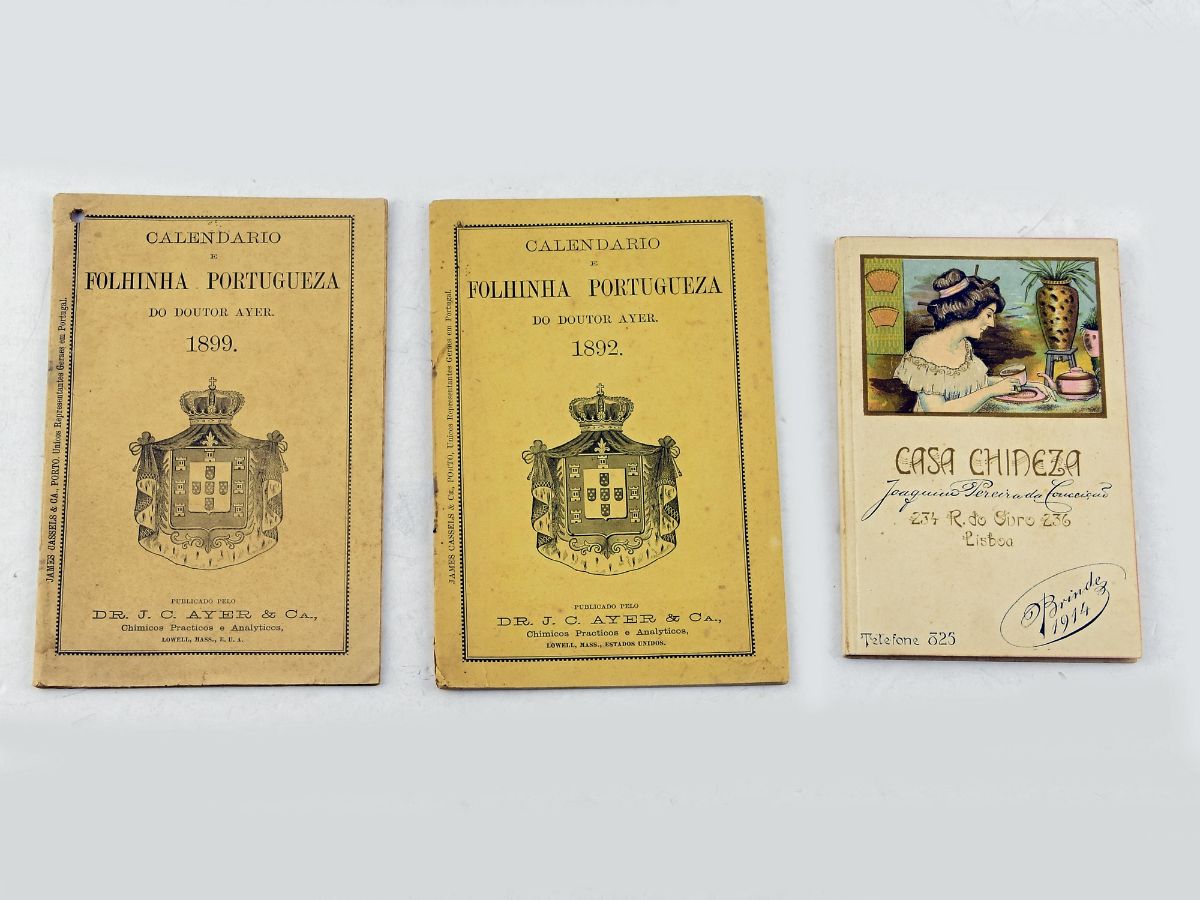 CALENDARIO
E
FOLHINHA PORTUGUEZA
DO DOUTOR AYER.
1899.
JAMES CASSELS & CA., PORTO, Unicos Representantes Geraes em Portugal.
PUBLICADO PELO
DR. J. C. AYER & CA.,
Chimicos Practicos e Analyticos,
LOWELL, MASS., E. U. A.
CALENDARIO
E
FOLHINHA PORTUGUEZA
DO DOUTOR AYER.
1892.
JAMES CASSELS & CE., PORTO, Unicos Representantes Geraes em Portugal.
PUBLICADO PELO
DR. J. C. AYER & CA.,
Chimicos Practicos e Analyticos,
LOWELL, MASS., ESTADOS UNIDOS.
CASA CHINEZA
Joaquim Pereira da Conceição
234 R. do Ouro 236
Lisboa
Brinde
1914
Telefone 825